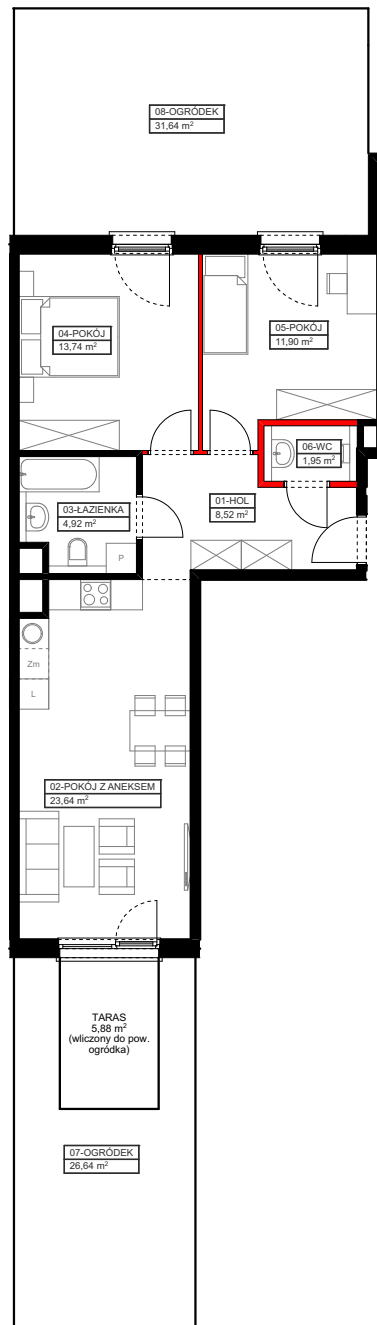 08-OGRÓDEK
31,64 m²
04-POKÓJ
13,74 m²
05-POKÓJ
11,90 m²
06-WC
1,95 m²
03-ŁAZIENKA
4,92 m²
01-HOL
8,52 m²
P
Zm
L
02-POKÓJ Z ANEKSEM
23,64 m²
TARAS
5,88 m²
(wliczony do pow.
ogródka)
07-OGRÓDEK
26,64 m²